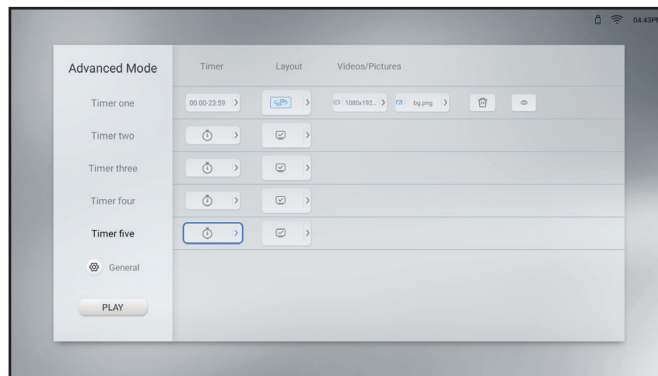 04:43PM
Advanced Mode Timer Layout Videos/Pictures
Timer one 00:00-23:59 1080x192... bg.png
Timer two
Timer three
Timer four
Timer five
General
PLAY